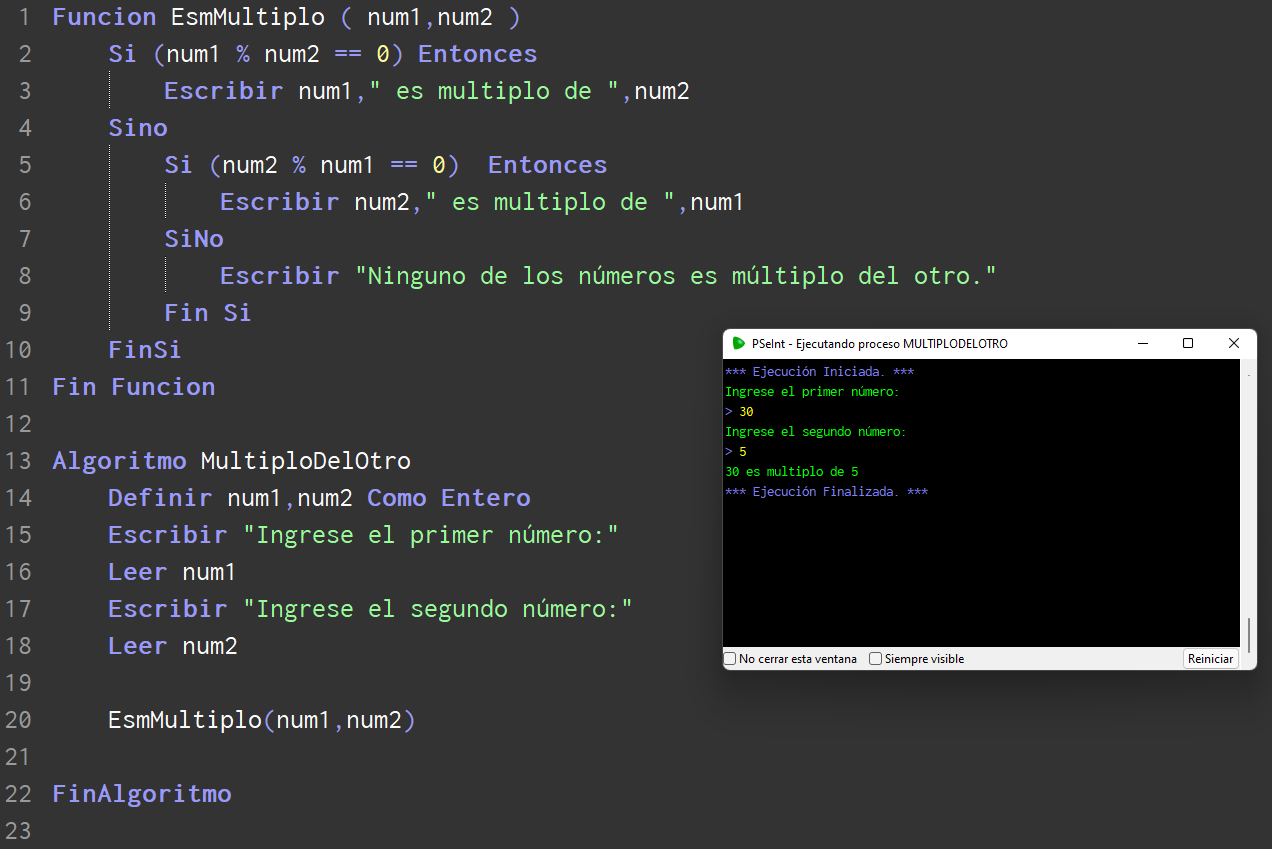 1 Funcion EsmMultiplo ( num1,num2 )
2 Si (num1 % num2 == 0) Entonces
3 Escribir num1," es multiplo de ",num2
4 Sino
5 Si (num2 % num1 == 0)  Entonces
6 Escribir num2," es multiplo de ",num1
7 SiNo
8 Escribir "Ninguno de los números es múltiplo del otro."
9 Fin Si
10 FinSi
11 Fin Funcion
12
13 Algoritmo MultiploDelOtro
14 Definir num1,num2 Como Entero
15 Escribir "Ingrese el primer número:"
16 Leer num1
17 Escribir "Ingrese el segundo número:"
18 Leer num2
19
20 EsmMultiplo(num1,num2)
21
22 FinAlgoritmo
23
PSeInt - Ejecutando proceso MULTIPLODELOTRO
*** Ejecución Iniciada. ***
Ingrese el primer número:
> 30
Ingrese el segundo número:
> 5
30 es multiplo de 5
*** Ejecución Finalizada. ***
No cerrar esta ventana Siempre visible Reiniciar